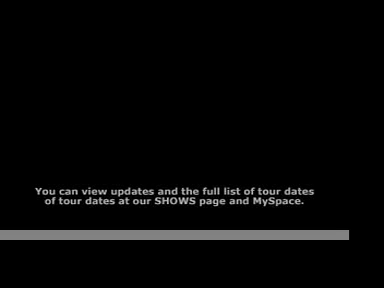 You can view updates and the full list of tour dates
of tour dates at our SHOWS page and MySpace.